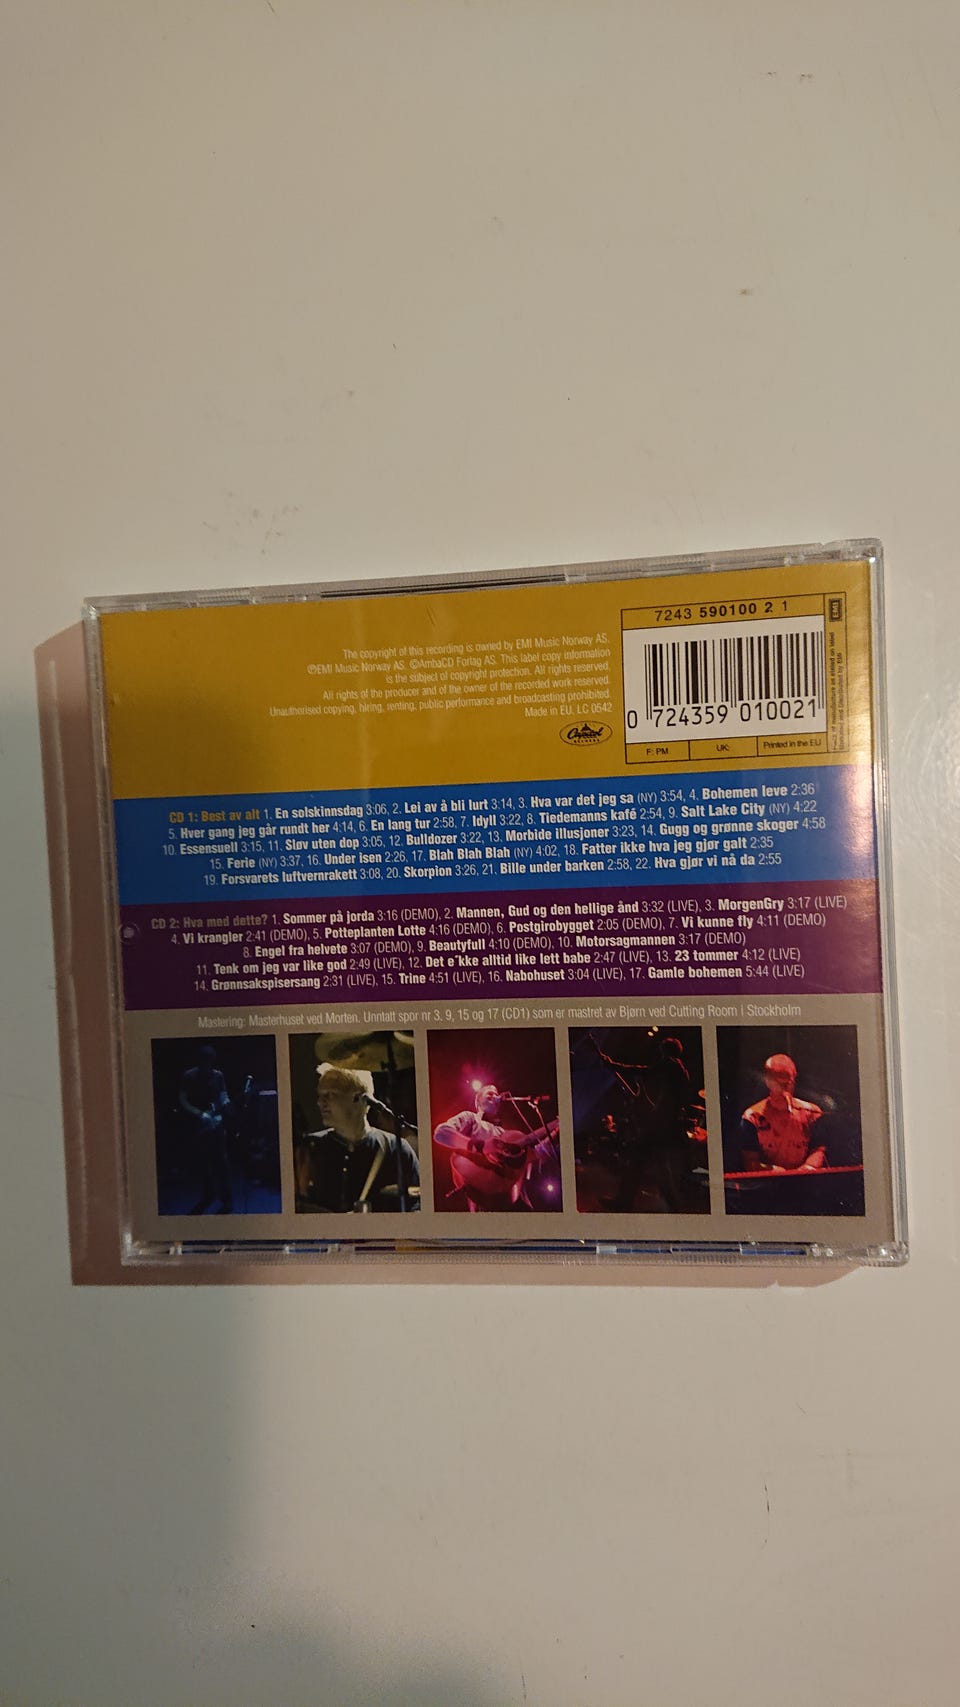 7243 590100 2 1
EMI
The copyright of this recording is owned by EMI Music Norway AS.
℗EMI Music Norway AS. ©AmbaCD Forlag AS. This label copy information
is the subject of copyright protection. All rights reserved.
All rights of the producer and of the owner of the recorded work reserved.
Unauthorised copying, hiring, renting, public performance and broadcasting prohibited.
Made in EU. LC 0542
Capitol
RECORDS
0 724359 010021
F: PM
UK:
Printed in the EU
CD 1: Best av alt 1. En solskinnsdag 3:06, 2. Lei av å bli lurt 3:14, 3. Hva var det jeg sa (NY) 3:54, 4. Bohemen leve 2:36
5. Hver gang jeg går rundt her 4:14, 6. En lang tur 2:58, 7. Idyll 3:22, 8. Tiedemanns kafé 2:54, 9. Salt Lake City (NY) 4:22
10. Essensuell 3:15, 11. Sløv uten dop 3:05, 12. Bulldozer 3:22, 13. Morbide illusjoner 3:23, 14. Gugg og grønne skoger 4:58
15. Ferie (NY) 3:37, 16. Under isen 2:26, 17. Blah Blah Blah (NY) 4:02, 18. Fatter ikke hva jeg gjør galt 2:35
19. Forsvarets luftvernrakett 3:08, 20. Skorpion 3:26, 21. Bille under barken 2:58, 22. Hva gjør vi nå da 2:55
CD 2: Hva med dette? 1. Sommer på jorda 3:16 (DEMO), 2. Mannen, Gud og den hellige ånd 3:32 (LIVE), 3. MorgenGry 3:17 (LIVE)
4. Vi krangler 2:41 (DEMO), 5. Potteplanten Lotte 4:16 (DEMO), 6. Postgirobygget 2:05 (DEMO), 7. Vi kunne fly 4:11 (DEMO)
8. Engel fra helvete 3:07 (DEMO), 9. Beautyfull 4:10 (DEMO), 10. Motorsagmannen 3:17 (DEMO)
11. Tenk om jeg var like god 2:49 (LIVE), 12. Det e´kke alltid like lett babe 2:47 (LIVE), 13. 23 tommer 4:12 (LIVE)
14. Grønnsakspisersang 2:31 (LIVE), 15. Trine 4:51 (LIVE), 16. Nabohuset 3:04 (LIVE), 17. Gamle bohemen 5:44 (LIVE)
Mastering: Masterhuset ved Morten. Unntatt spor nr 3, 9, 15 og 17 (CD1) som er mastret av Bjørn ved Cutting Room i Stockholm